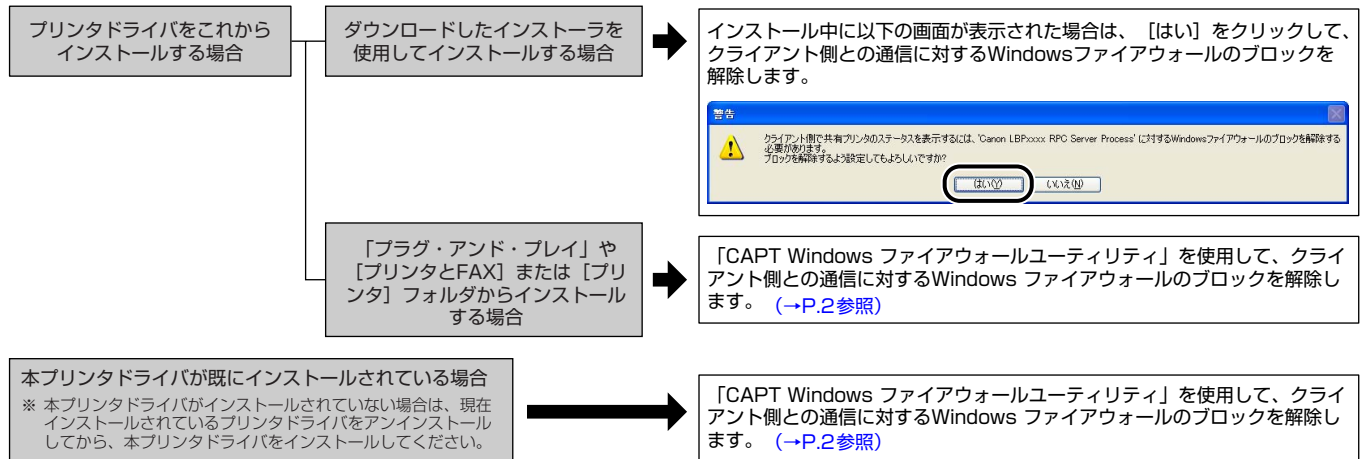 プリンタドライバをこれから
インストールする場合
ダウンロードしたインストーラを
使用してインストールする場合
インストール中に以下の画面が表示された場合は、［はい］をクリックして、
クライアント側との通信に対するWindowsファイアウォールのブロックを
解除します。
警告
クライアント側で共有プリンタのステータスを表示するには、'Canon LBPxxxx RPC Server Process' に対するWindowsファイアウォールのブロックを解除する
必要があります。
ブロックを解除するよう設定してもよろしいですか?
はい(Y)
いいえ(N)
「プラグ・アンド・プレイ」や
［プリンタとFAX］または［プリ
ンタ］フォルダからインストール
する場合
「CAPT Windows ファイアウォールユーティリティ」を使用して、クライ
アント側との通信に対するWindows ファイアウォールのブロックを解除し
ます。（→P.2参照）
本プリンタドライバが既にインストールされている場合
※ 本プリンタドライバがインストールされていない場合は、現在
インストールされているプリンタドライバをアンインストール
してから、本プリンタドライバをインストールしてください。
「CAPT Windows ファイアウォールユーティリティ」を使用して、クライ
アント側との通信に対するWindows ファイアウォールのブロックを解除し
ます。（→P.2参照）